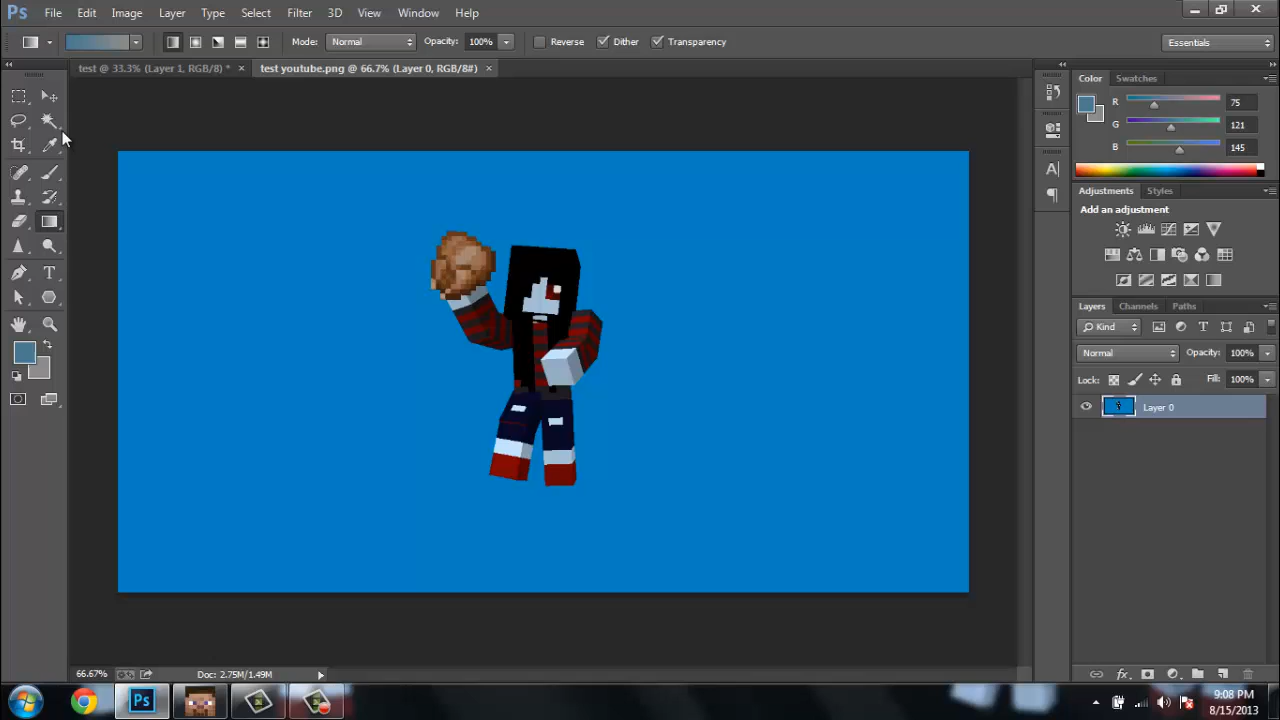 Ps File Edit Image Layer Type Select Filter 3D View Window Help
Mode: Normal Opacity: 100% Reverse Dither Transparency Essentials
test @ 33.3% (Layer 1, RGB/8) * × test youtube.png @ 66.7% (Layer 0, RGB/8#) ×
Color Swatches
R 75
G 121
B 145
Adjustments Styles
Add an adjustment
Layers Channels Paths
Kind
Normal Opacity: 100%
Lock: Fill: 100%
Layer 0
66.67% Doc: 2.75M/1.49M
Ps
9:08 PM
8/15/2013